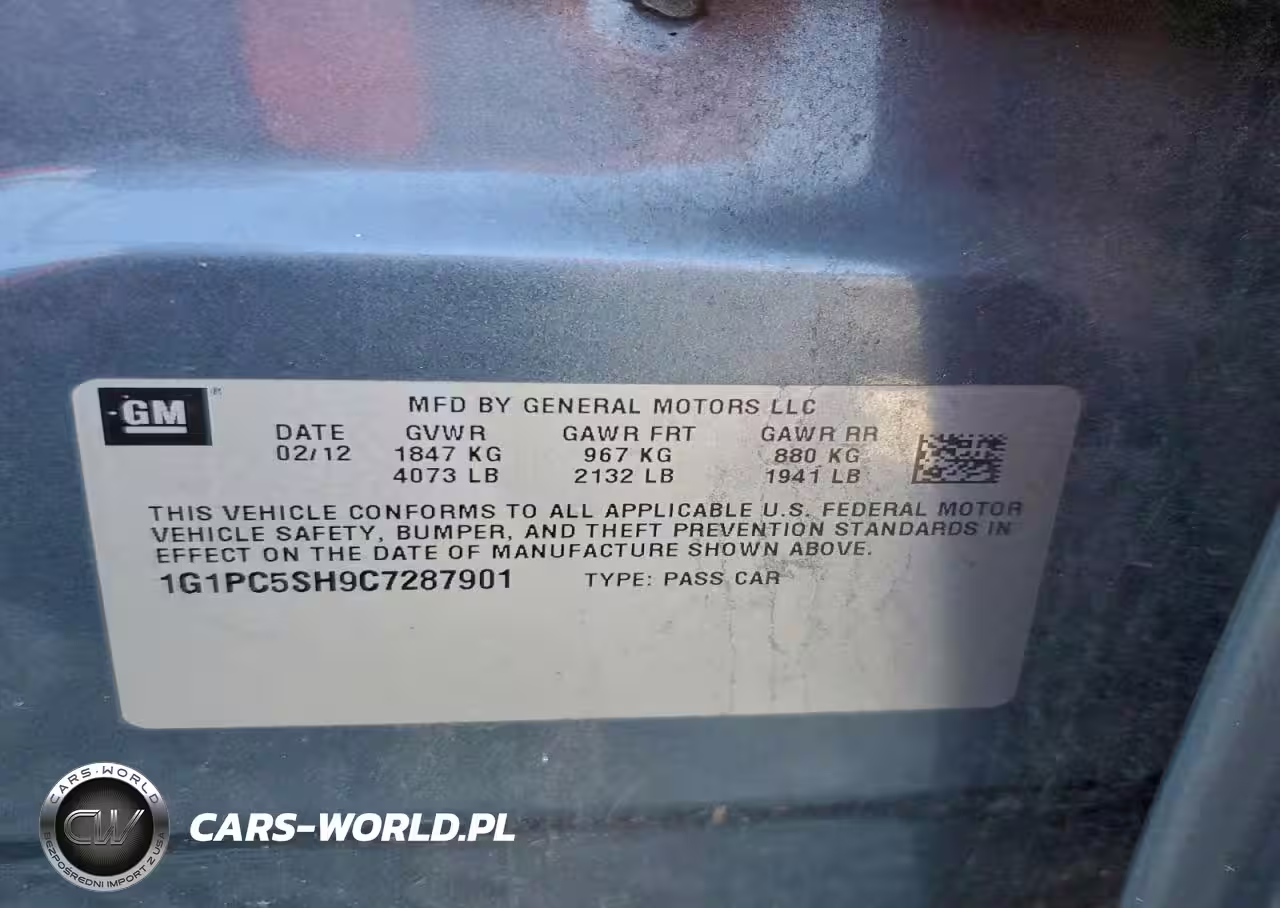 GM ®
MFD BY GENERAL MOTORS LLC
DATE GVWR GAWR FRT GAWR RR
02/12 1847 KG 967 KG 880 KG
4073 LB 2132 LB 1941 LB
THIS VEHICLE CONFORMS TO ALL APPLICABLE U.S. FEDERAL MOTOR
VEHICLE SAFETY, BUMPER, AND THEFT PREVENTION STANDARDS IN
EFFECT ON THE DATE OF MANUFACTURE SHOWN ABOVE.
1G1PC5SH9C7287901 TYPE: PASS CAR
CARS-WORLD
CW
BEZPOŚREDNI IMPORT Z USA
CARS-WORLD.PL